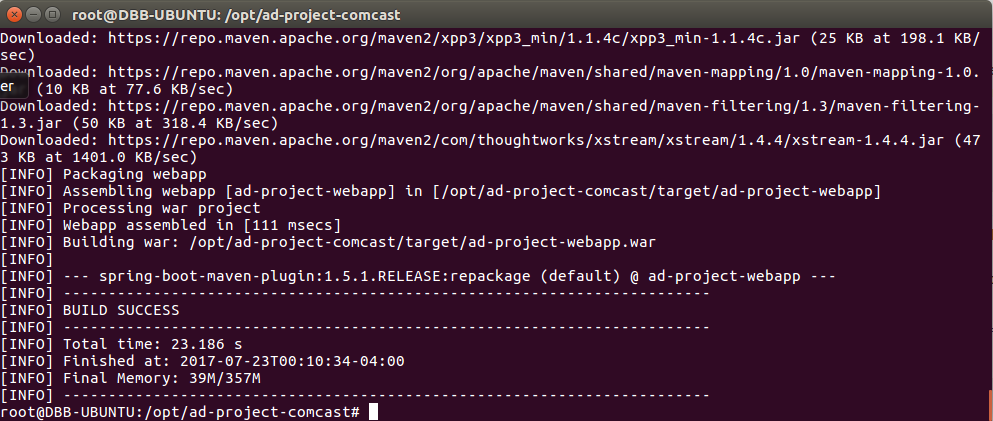 root@DBB-UBUNTU: /opt/ad-project-comcast
Downloaded: https://repo.maven.apache.org/maven2/xpp3/xpp3_min/1.1.4c/xpp3_min-1.1.4c.jar (25 KB at 198.1 KB/
sec)
Downloaded: https://repo.maven.apache.org/maven2/org/apache/maven/shared/maven-mapping/1.0/maven-mapping-1.0.
er (10 KB at 77.6 KB/sec)
Downloaded: https://repo.maven.apache.org/maven2/org/apache/maven/shared/maven-filtering/1.3/maven-filtering-
1.3.jar (50 KB at 318.4 KB/sec)
Downloaded: https://repo.maven.apache.org/maven2/com/thoughtworks/xstream/xstream/1.4.4/xstream-1.4.4.jar (47
3 KB at 1401.0 KB/sec)
[INFO] Packaging webapp
[INFO] Assembling webapp [ad-project-webapp] in [/opt/ad-project-comcast/target/ad-project-webapp]
[INFO] Processing war project
[INFO] Webapp assembled in [111 msecs]
[INFO] Building war: /opt/ad-project-comcast/target/ad-project-webapp.war
[INFO]
[INFO] --- spring-boot-maven-plugin:1.5.1.RELEASE:repackage (default) @ ad-project-webapp ---
[INFO] ------------------------------------------------------------------------
[INFO] BUILD SUCCESS
[INFO] ------------------------------------------------------------------------
[INFO] Total time: 23.186 s
[INFO] Finished at: 2017-07-23T00:10:34-04:00
[INFO] Final Memory: 39M/357M
[INFO] ------------------------------------------------------------------------
root@DBB-UBUNTU:/opt/ad-project-comcast#